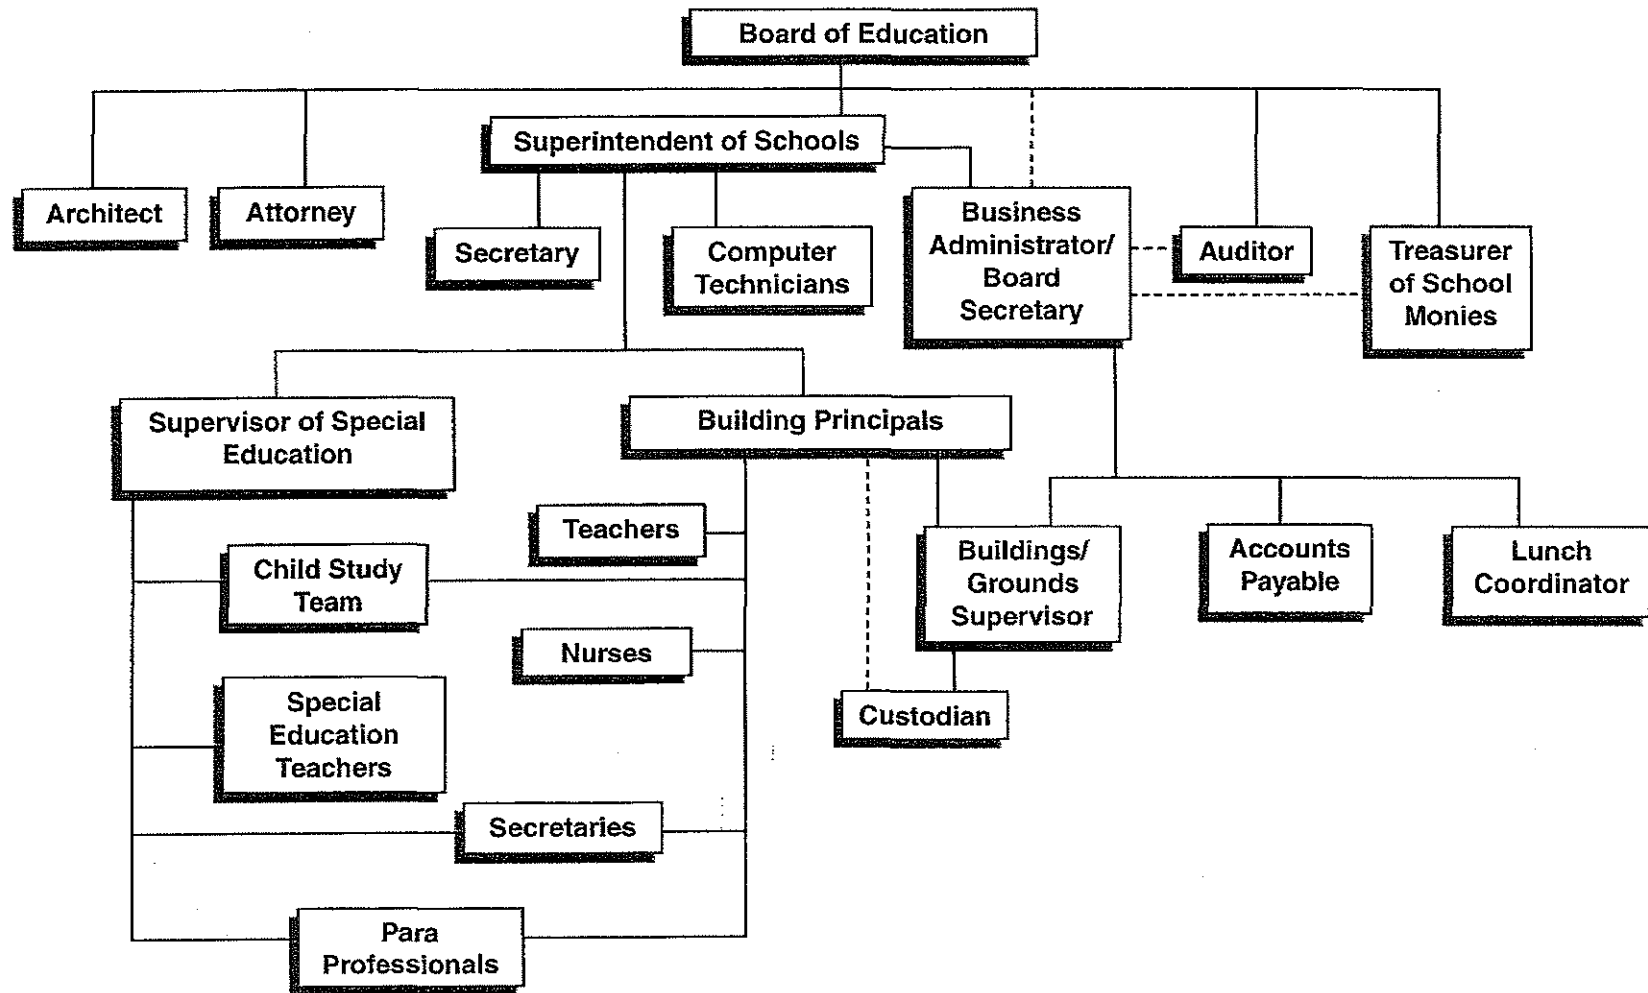 Board of Education
Superintendent of Schools
Architect
Attorney
Secretary
Computer
Technicians
Business
Administrator/
Board
Secretary
Auditor
Treasurer
of School
Monies
Supervisor of Special
Education
Building Principals
Teachers
Child Study
Team
Nurses
Special
Education
Teachers
Secretaries
Para
Professionals
Buildings/
Grounds
Supervisor
Custodian
Accounts
Payable
Lunch
Coordinator